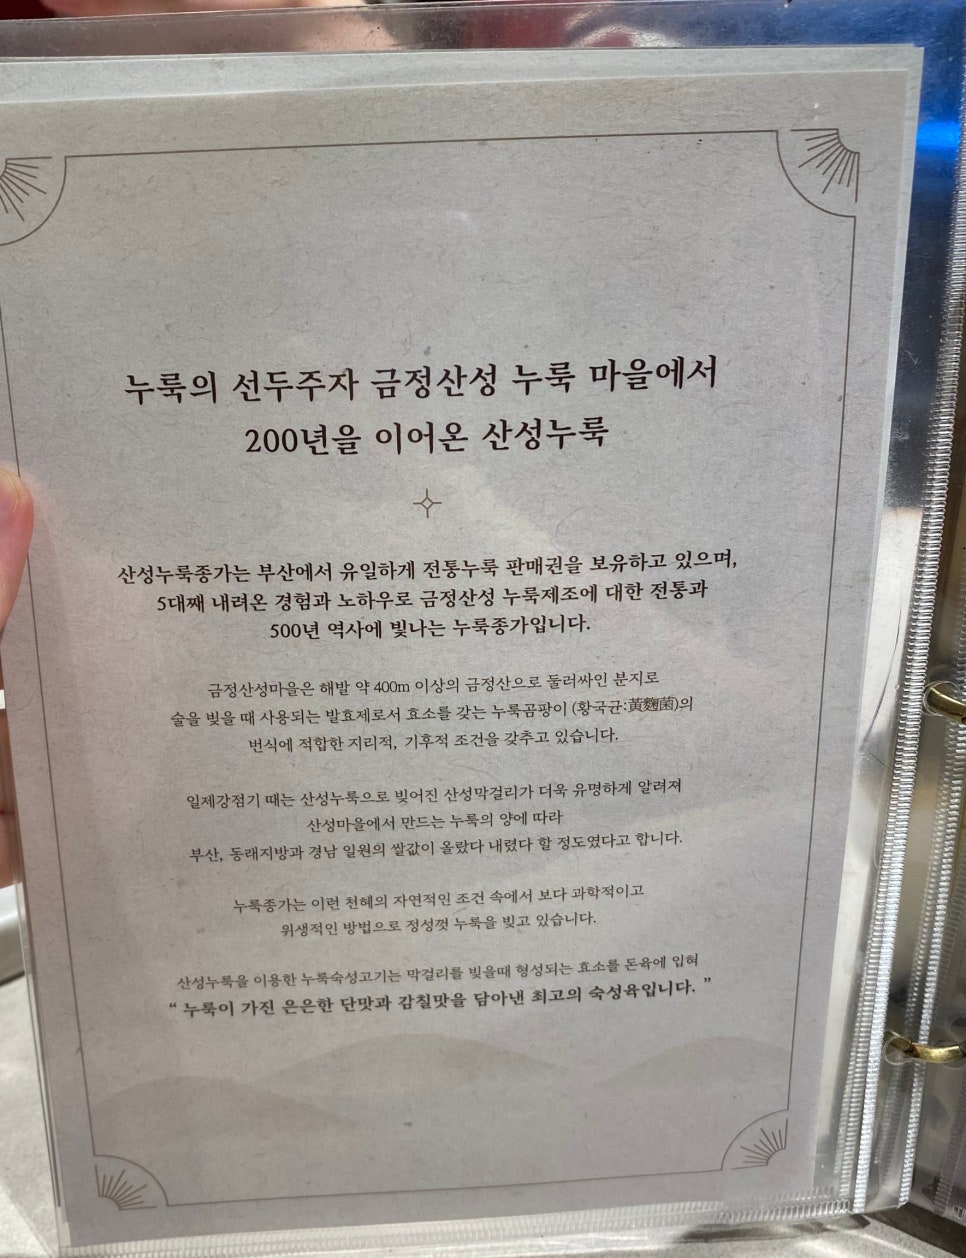 누룩의 선두주자 금정산성 누룩 마을에서
200년을 이어온 산성누룩
산성누룩종가는 부산에서 유일하게 전통누룩 판매권을 보유하고 있으며,
5대째 내려온 경험과 노하우로 금정산성 누룩제조에 대한 전통과
500년 역사에 빛나는 누룩종가입니다.
금정산성마을은 해발 약 400m 이상의 금정산으로 둘러싸인 분지로
술을 빚을 때 사용되는 발효제로서 효소를 갖는 누룩곰팡이 (황국균:黃麴菌)의
번식에 적합한 지리적, 기후적 조건을 갖추고 있습니다.
일제강점기 때는 산성누룩으로 빚어진 산성막걸리가 더욱 유명하게 알려져
산성마을에서 만드는 누룩의 양에 따라
부산, 동래지방과 경남 일원의 쌀값이 올랐다 내렸다 할 정도였다고 합니다.
누룩종가는 이런 천혜의 자연적인 조건 속에서 보다 과학적이고
위생적인 방법으로 정성껏 누룩을 빚고 있습니다.
산성누룩을 이용한 누룩숙성고기는 막걸리를 빚을때 형성되는 효소를 돈육에 입혀
“ 누룩이 가진 은은한 단맛과 감칠맛을 담아낸 최고의 숙성육입니다. ”